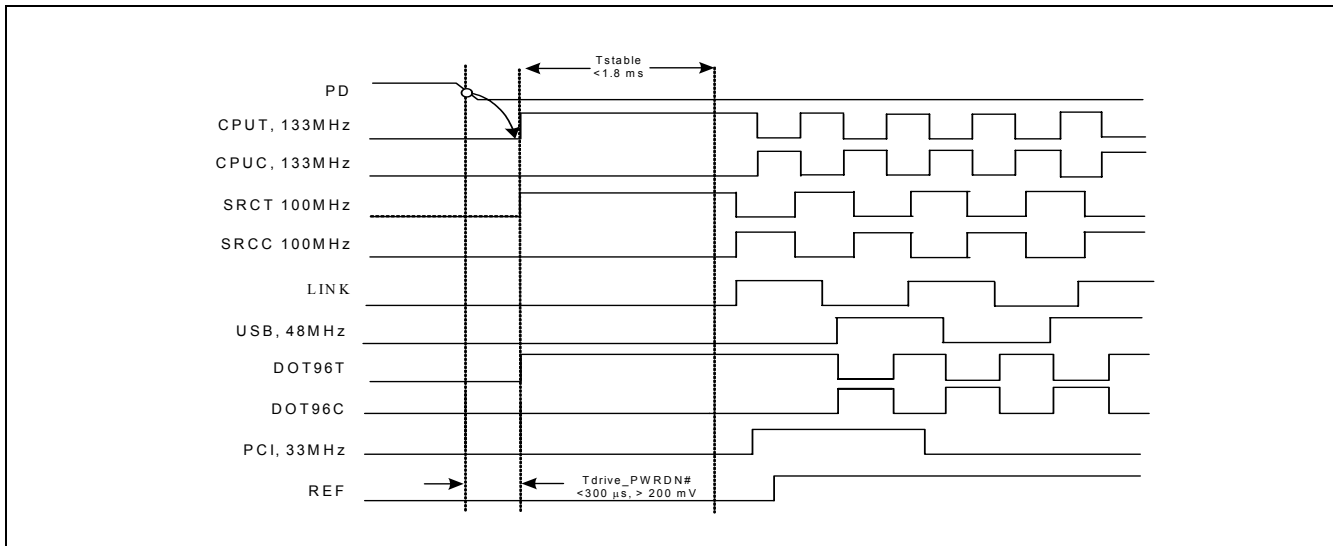 Tstable
<1.8 ms
PD
CPUT, 133MHz
CPUC, 133MHz
SRCT 100MHz
SRCC 100MHz
LINK
USB, 48MHz
DOT96T
DOT96C
PCI, 33MHz
REF
Tdrive_PWRDN#
<300 μs, > 200 mV